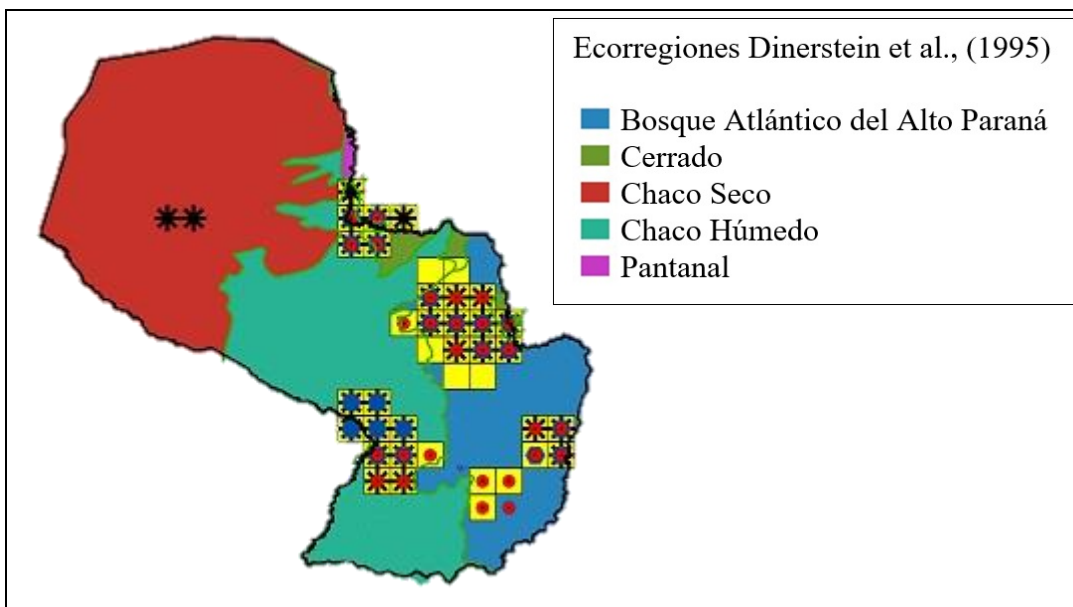 Ecorregiones Dinerstein et al., (1995)
Bosque Atlántico del Alto Paraná
Cerrado
Chaco Seco
Chaco Húmedo
Pantanal